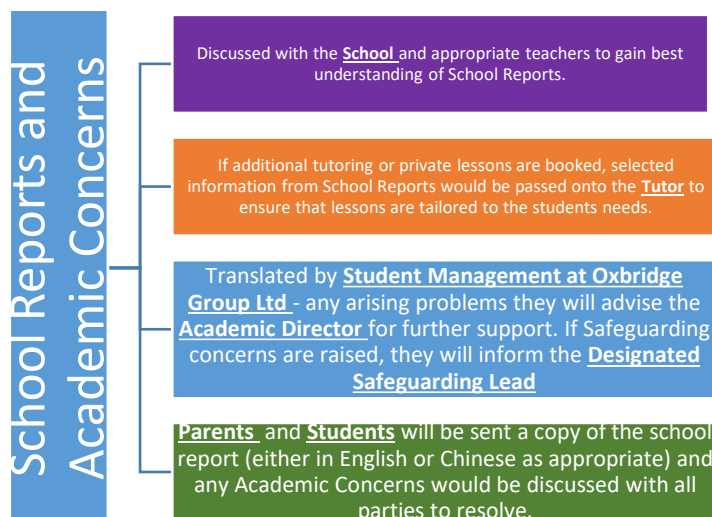 School Reports and
Academic Concerns
Discussed with the School and appropriate teachers to gain best
understanding of School Reports.
If additional tutoring or private lessons are booked, selected
information from School Reports would be passed onto the Tutor to
ensure that lessons are tailored to the students needs.
Translated by Student Management at Oxbridge
Group Ltd - any arising problems they will advise the
Academic Director for further support. If Safeguarding
concerns are raised, they will inform the Designated
Safeguarding Lead
Parents and Students will be sent a copy of the school
report (either in English or Chinese as appropriate) and
any Academic Concerns would be discussed with all
parties to resolve.